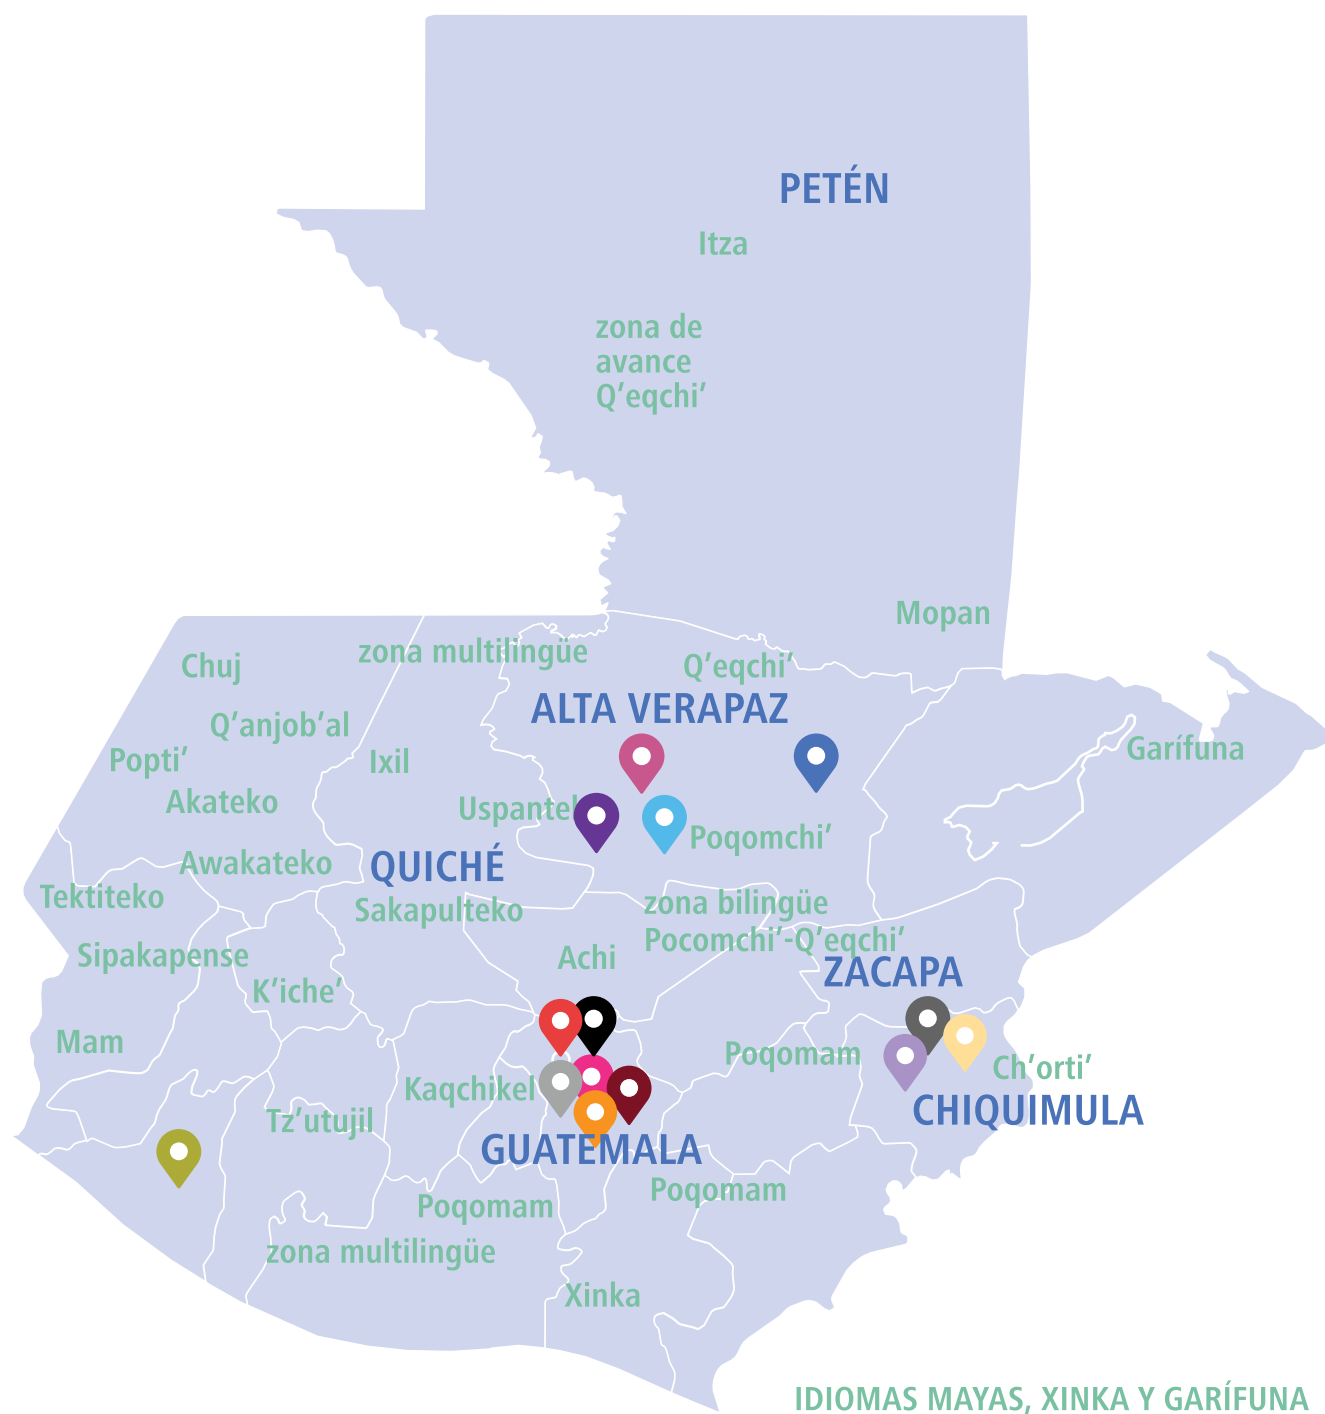 PETÉN
Itza
zona de
avance
Q’eqchi’
Mopan
zona multilingüe
Chuj
Q’eqchi’
ALTA VERAPAZ
Q’anjob’al
Popti’
Ixil
Garífuna
Akateko
Uspantek
Poqomchi’
Awakateko
QUICHÉ
Tektiteko
Sakapulteko
zona bilingüe
Pocomchi’-Q’eqchi’
Sipakapense
Achi
ZACAPA
K’iche’
Mam
Poqomam
Ch’orti’
Kaqchikel
CHIQUIMULA
Tz’utujil
GUATEMALA
Poqomam
Poqomam
zona multilingüe
Xinka
IDIOMAS MAYAS, XINKA Y GARÍFUNA